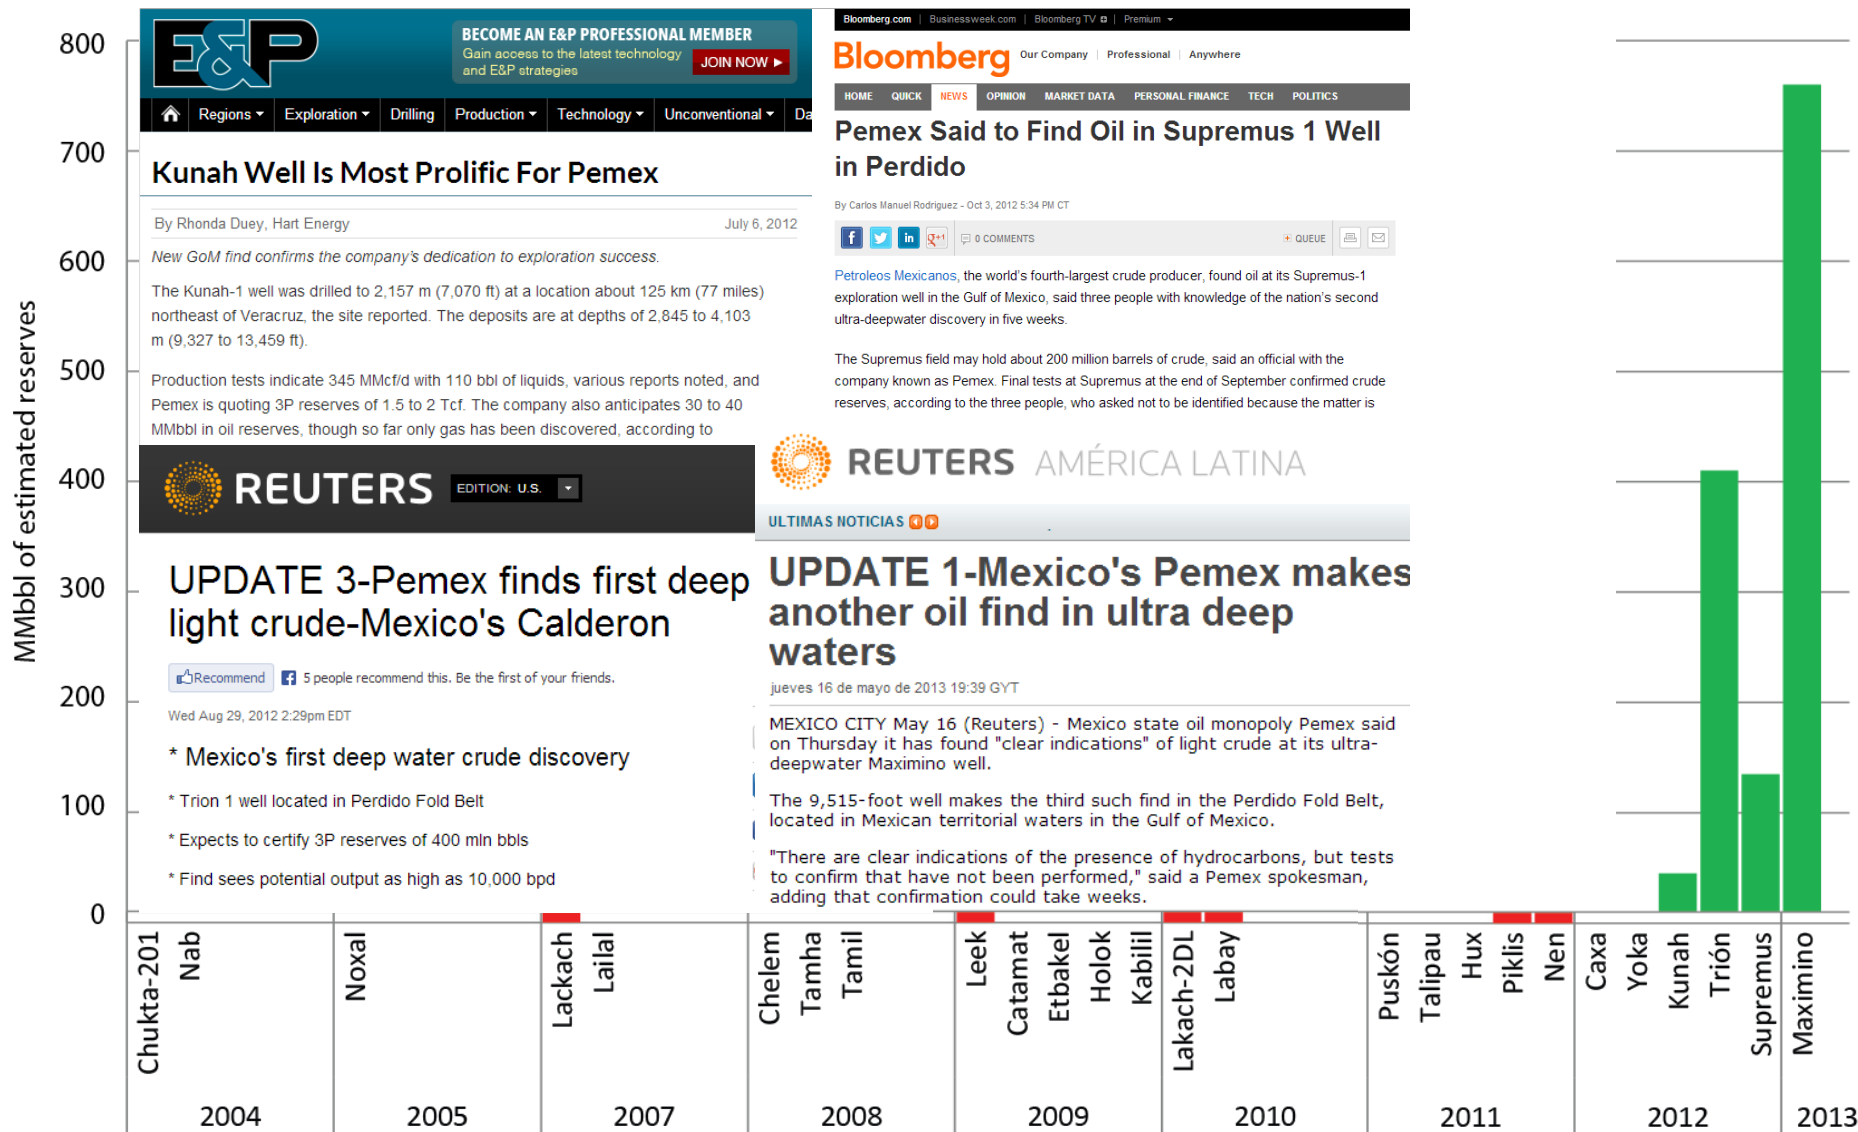 MMbbl of estimated reserves
800
700
600
500
400
300
200
100
0
E&P
BECOME AN E&P PROFESSIONAL MEMBER
Gain access to the latest technology
and E&P strategies
JOIN NOW
Regions Exploration Drilling Production Technology Unconventional Da
Kunah Well Is Most Prolific For Pemex
By Rhonda Duey, Hart Energy July 6, 2012
New GoM find confirms the company's dedication to exploration success.
The Kunah-1 well was drilled to 2,157 m (7,070 ft) at a location about 125 km (77 miles)
northeast of Veracruz, the site reported. The deposits are at depths of 2,845 to 4,103
m (9,327 to 13,459 ft).
Production tests indicate 345 MMcf/d with 110 bbl of liquids, various reports noted, and
Pemex is quoting 3P reserves of 1.5 to 2 Tcf. The company also anticipates 30 to 40
MMbbl in oil reserves, though so far only gas has been discovered, according to
Bloomberg.com | Businessweek.com | Bloomberg TV | Premium
Bloomberg Our Company | Professional | Anywhere
HOME QUICK NEWS OPINION MARKET DATA PERSONAL FINANCE TECH POLITICS
Pemex Said to Find Oil in Supremus 1 Well
in Perdido
By Carlos Manuel Rodriguez - Oct 3, 2012 5:34 PM CT
f in g+1 0 COMMENTS + QUEUE
Petroleos Mexicanos, the world's fourth-largest crude producer, found oil at its Supremus-1
exploration well in the Gulf of Mexico, said three people with knowledge of the nation's second
ultra-deepwater discovery in five weeks.
The Supremus field may hold about 200 million barrels of crude, said an official with the
company known as Pemex. Final tests at Supremus at the end of September confirmed crude
reserves, according to the three people, who asked not to be identified because the matter is
REUTERS EDITION: U.S.
UPDATE 3-Pemex finds first deep
light crude-Mexico's Calderon
Recommend f 5 people recommend this. Be the first of your friends.
Wed Aug 29, 2012 2:29pm EDT
* Mexico's first deep water crude discovery
* Trion 1 well located in Perdido Fold Belt
* Expects to certify 3P reserves of 400 mln bbls
* Find sees potential output as high as 10,000 bpd
REUTERS AMÉRICA LATINA
ULTIMAS NOTICIAS
UPDATE 1-Mexico's Pemex makes
another oil find in ultra deep
waters
jueves 16 de mayo de 2013 19:39 GYT
MEXICO CITY May 16 (Reuters) - Mexico state oil monopoly Pemex said
on Thursday it has found "clear indications" of light crude at its ultra-
deepwater Maximino well.
The 9,515-foot well makes the third such find in the Perdido Fold Belt,
located in Mexican territorial waters in the Gulf of Mexico.
"There are clear indications of the presence of hydrocarbons, but tests
to confirm that have not been performed," said a Pemex spokesman,
adding that confirmation could take weeks.
Chukta-201
Nab
Noxal
Lackach
Lailal
Chelem
Tamha
Tamil
Leek
Catamat
Etbakel
Holok
Kabilil
Lakach-2DL
Labay
Puskón
Talipau
Hux
Piklis
Nen
Caxa
Yoka
Kunah
Trión
Supremus
Maximino
2004 2005 2007 2008 2009 2010 2011 2012 2013